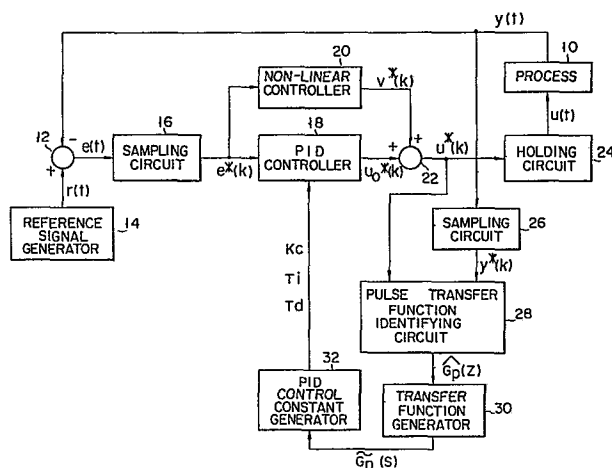 y(t)
20
10
NON-LINEAR
CONTROLLER
v*(k)
PROCESS
16
18
12
-
+
e(t)
SAMPLING
CIRCUIT
e*(k)
PID
CONTROLLER
u₀*(k)
+
+
u*(k)
22
u(t)
HOLDING
CIRCUIT
24
r(t)
REFERENCE
SIGNAL
GENERATOR
14
SAMPLING
CIRCUIT
26
y*(k)
Kc
Ti
Td
PULSE TRANSFER
FUNCTION
IDENTIFYING
CIRCUIT
28
Ĝp(Z)
32
PID
CONTROL
CONSTANT
GENERATOR
TRANSFER
FUNCTION
GENERATOR
30
G̃p(S)